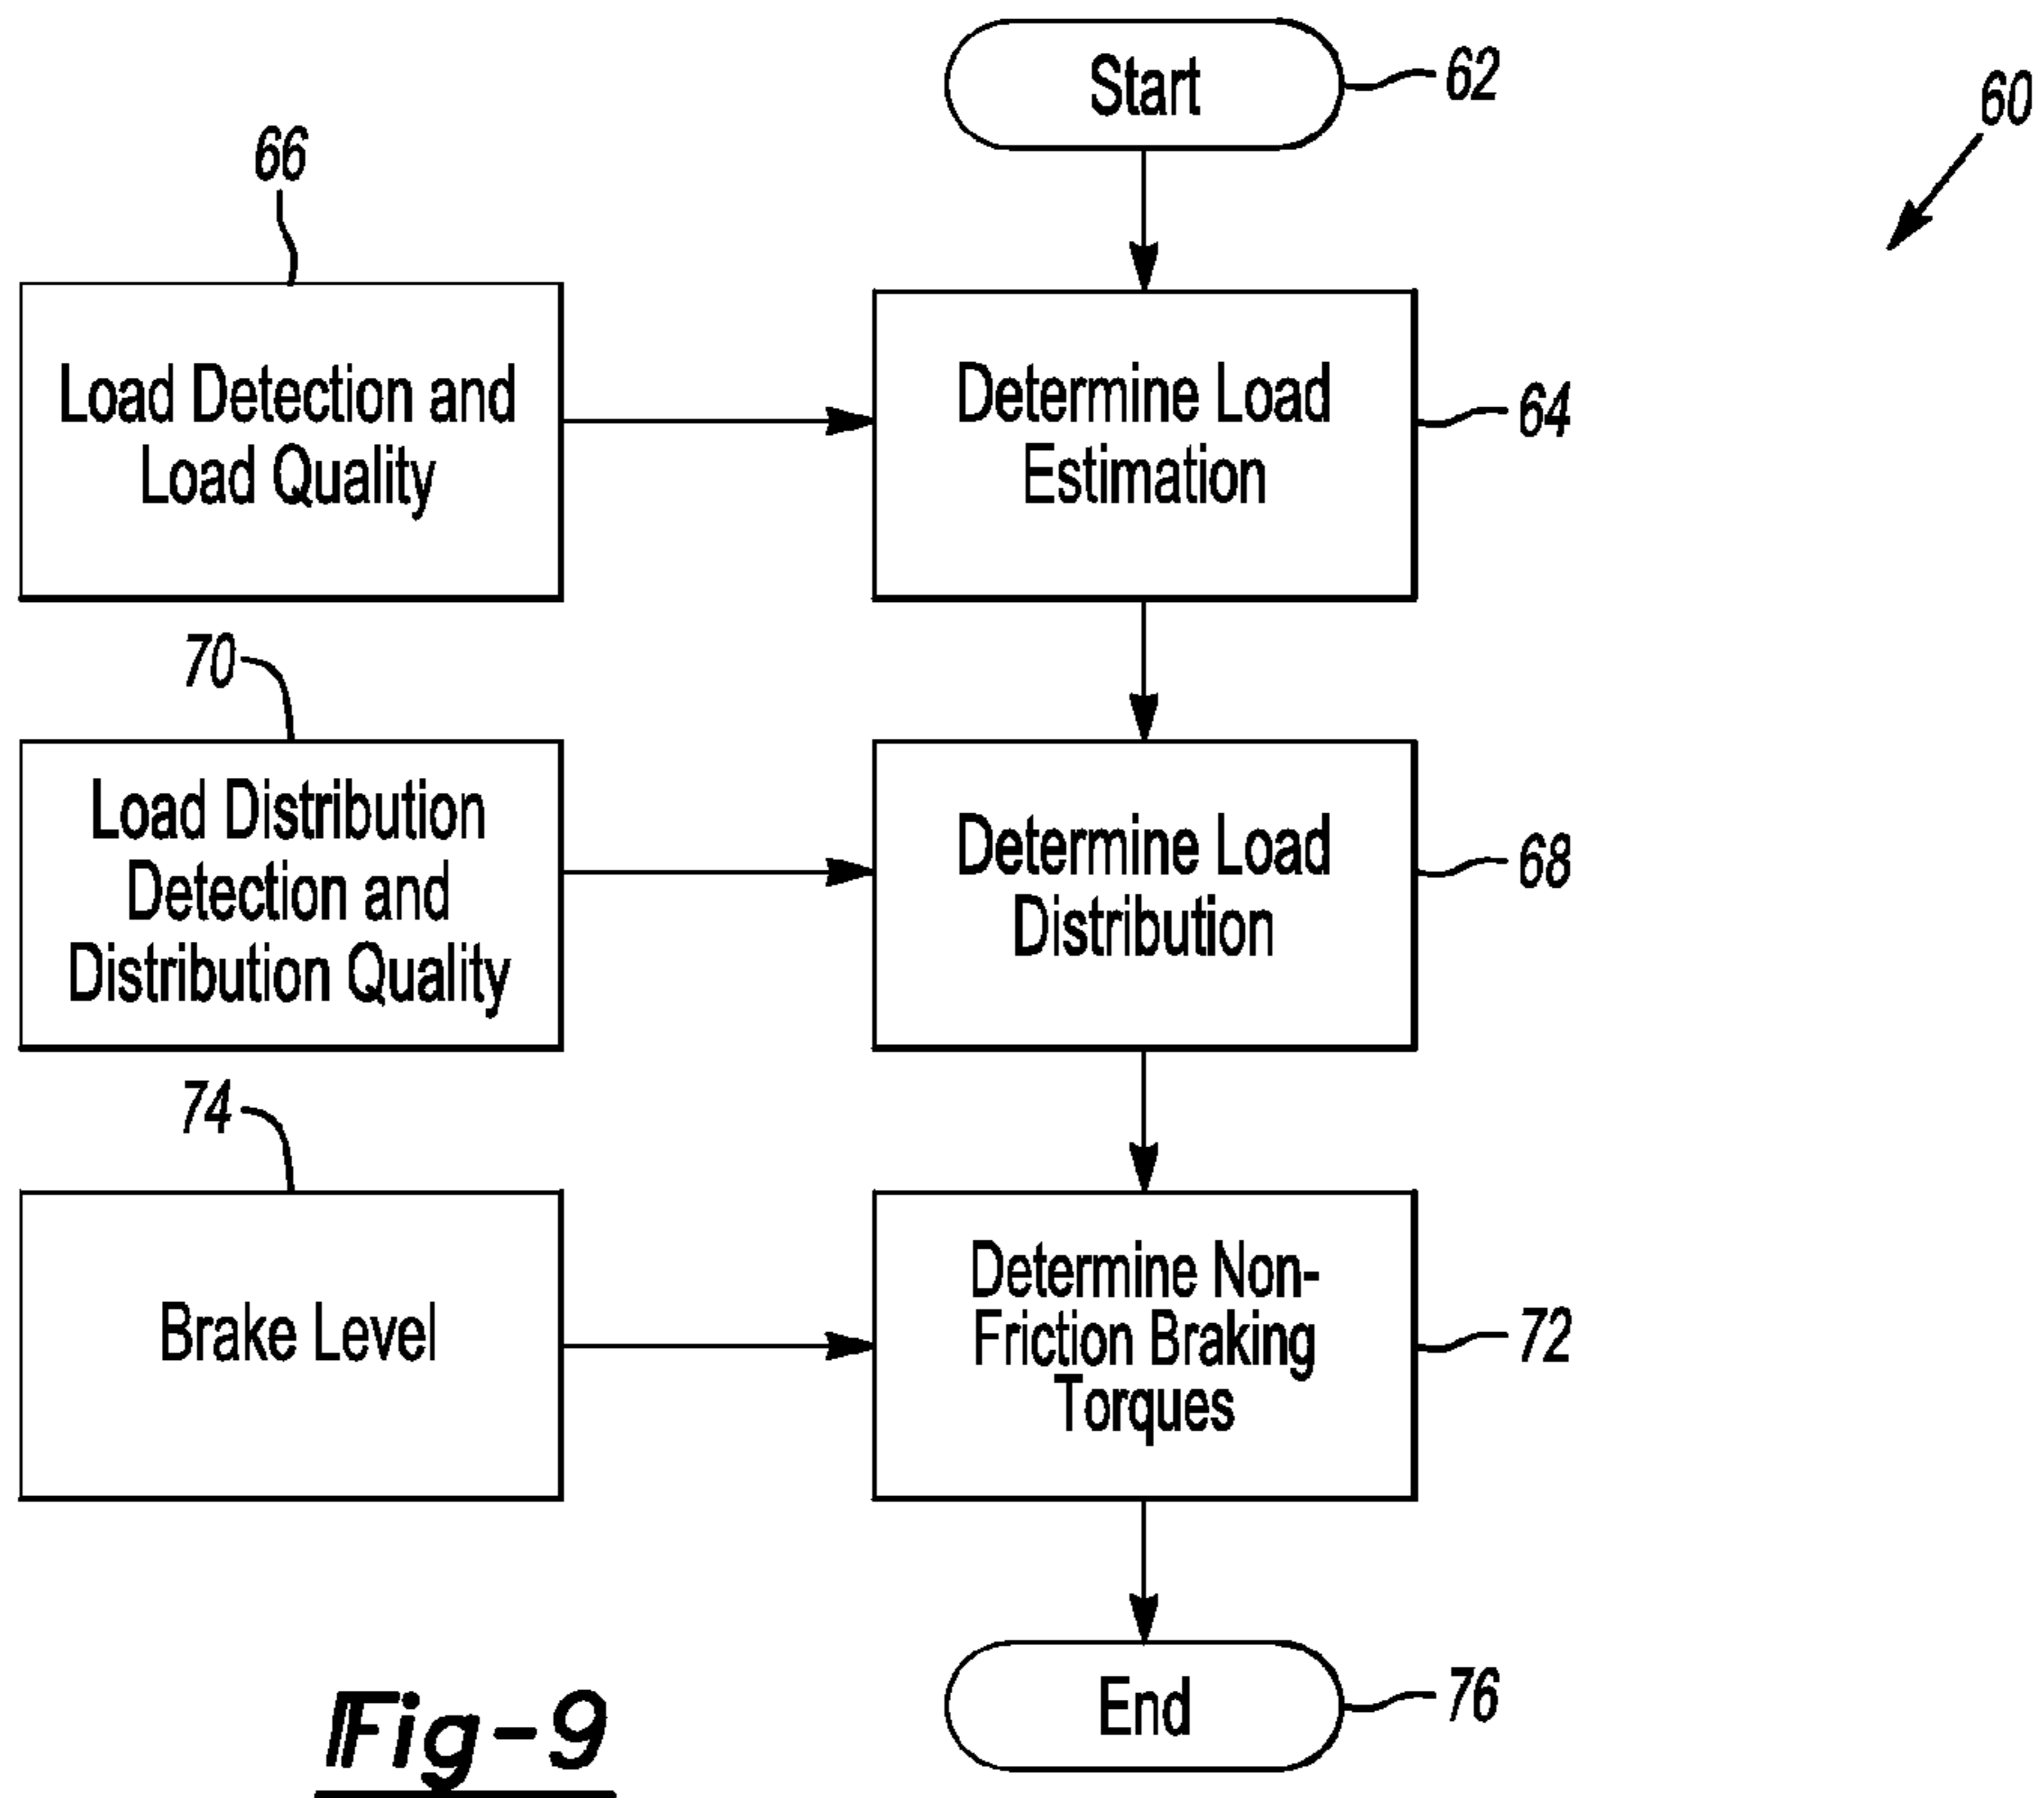 Start
62
60
66
Load Detection and
Load Quality
Determine Load
Estimation
64
70
Load Distribution
Detection and
Distribution Quality
Determine Load
Distribution
68
74
Brake Level
Determine Non-
Friction Braking
Torques
72
End
76
Fig-9